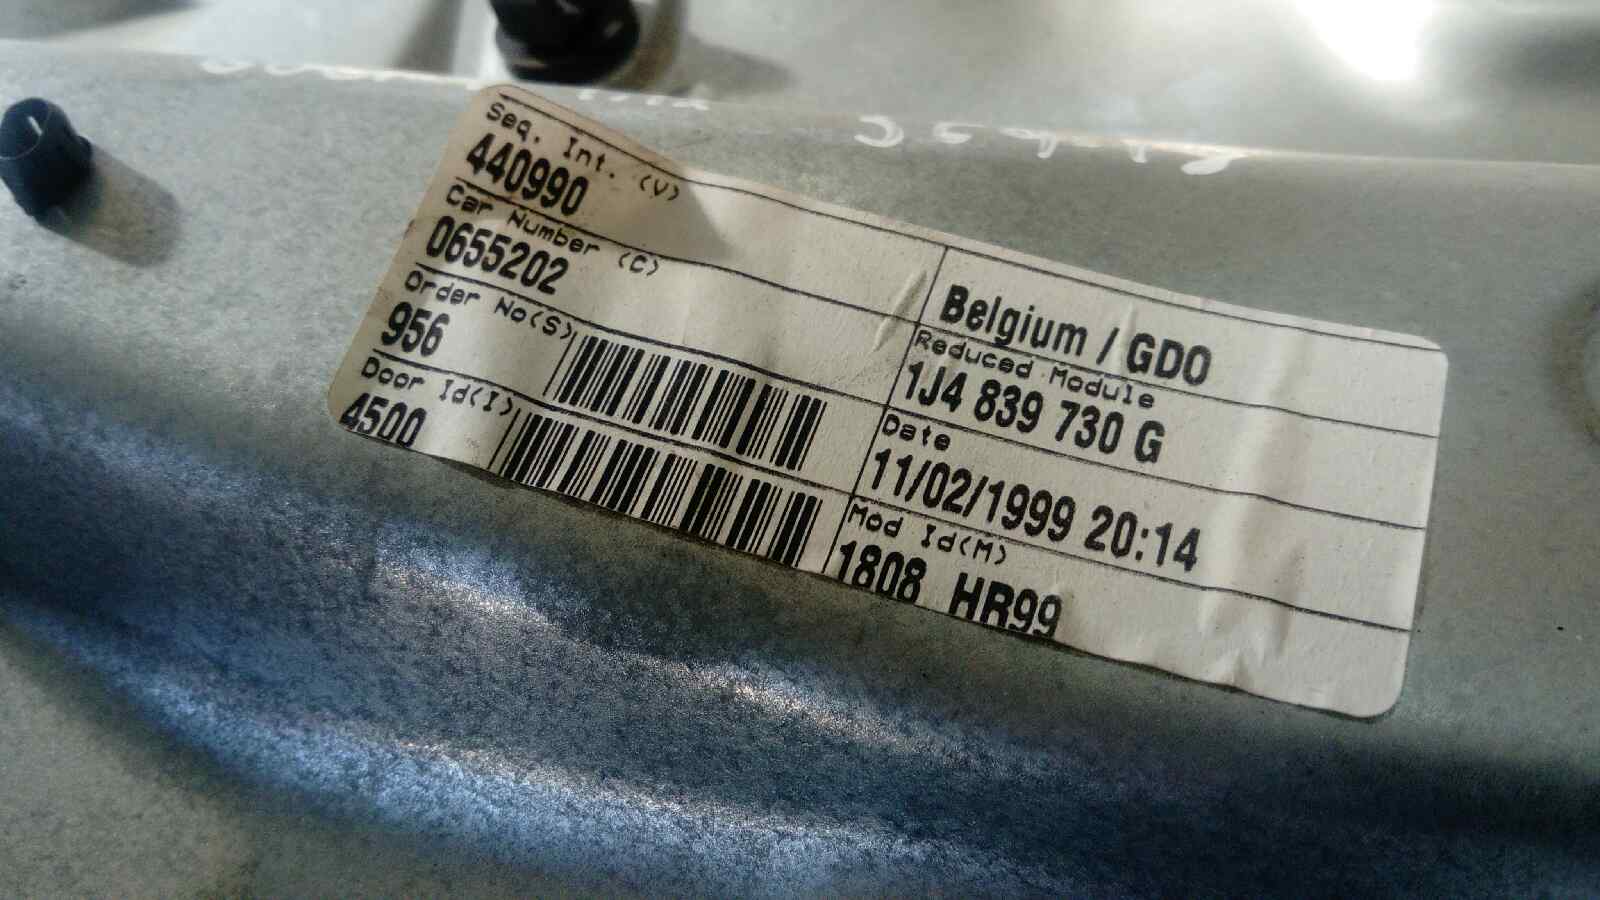 Seq. Int. (V)
440990
Car Number (C)
0655202
Order No(S)
956
Door Id(I)
4500
Belgium / GDO
Reduced Module
1J4 839 730 G
Date
11/02/1999 20:14
Mod Id(M)
1808 HR99